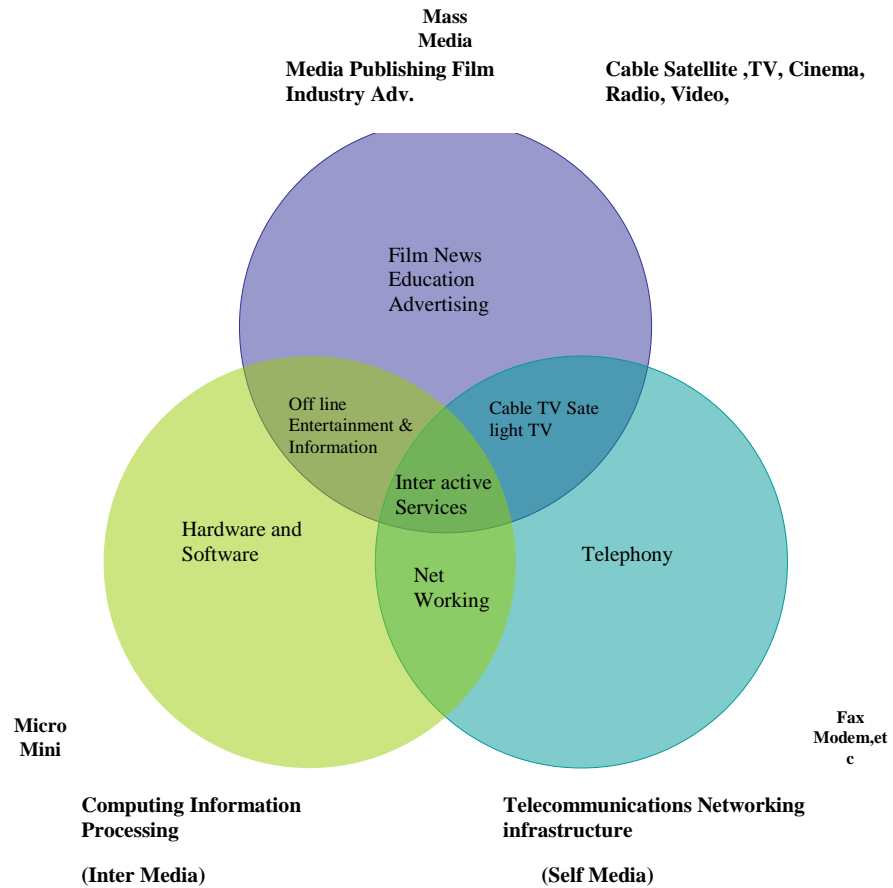 Mass
Media
Media Publishing Film
Industry Adv.
Cable Satellite ,TV, Cinema,
Radio, Video,
Film News
Education
Advertising
Off line
Entertainment &
Information
Cable TV Sate
light TV
Inter active
Services
Hardware and
Software
Telephony
Net
Working
Micro
Mini
Fax
Modem,et
c
Computing Information
Processing
(Inter Media)
Telecommunications Networking
infrastructure
(Self Media)